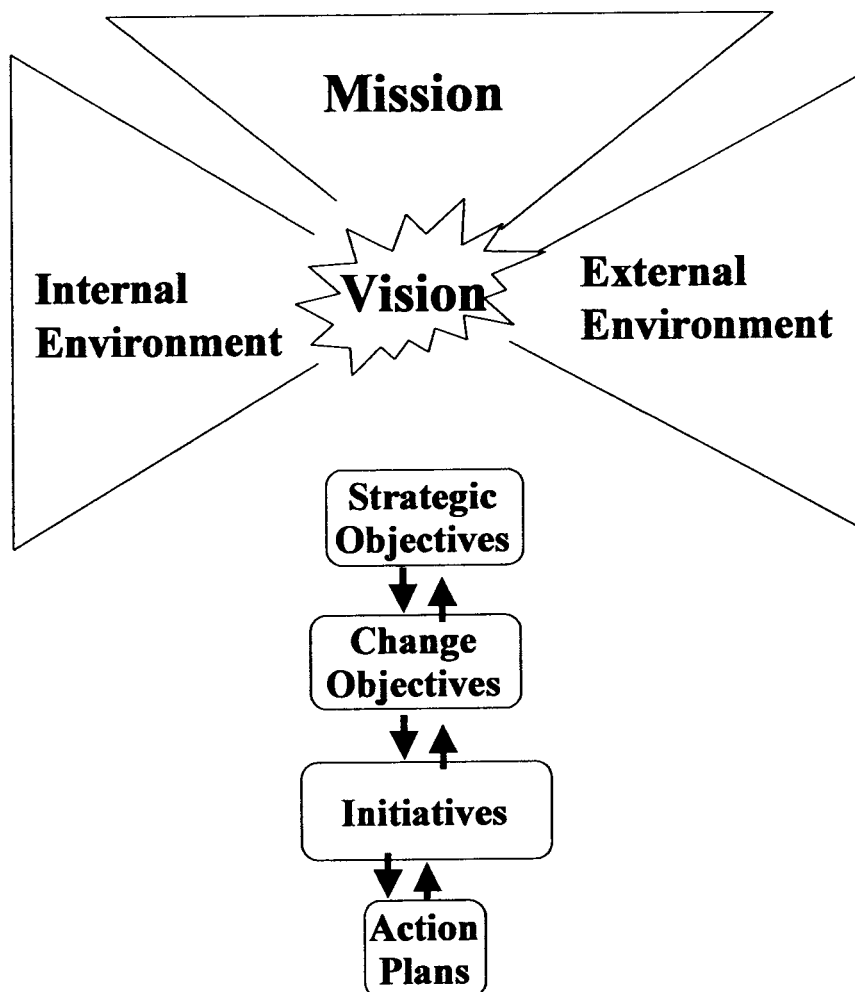 Mission
Internal
Environment
Vision
External
Environment
Strategic
Objectives
Change
Objectives
Initiatives
Action
Plans